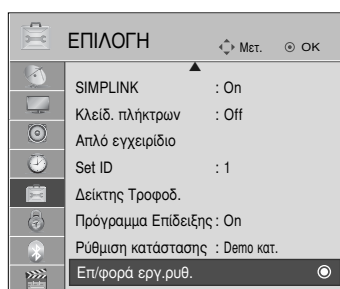 ΕΠΙΛΟΓΗ Μετ. OK
SIMPLINK : On
Κλείδ. πλήκτρων : Off
Απλό εγχειρίδιο
Set ID : 1
Δείκτης Τροφοδ.
Πρόγραμμα Επίδειξης : On
Ρύθμιση κατάστασης : Demo κατ.
Επ/φορά εργ.ρυθ.